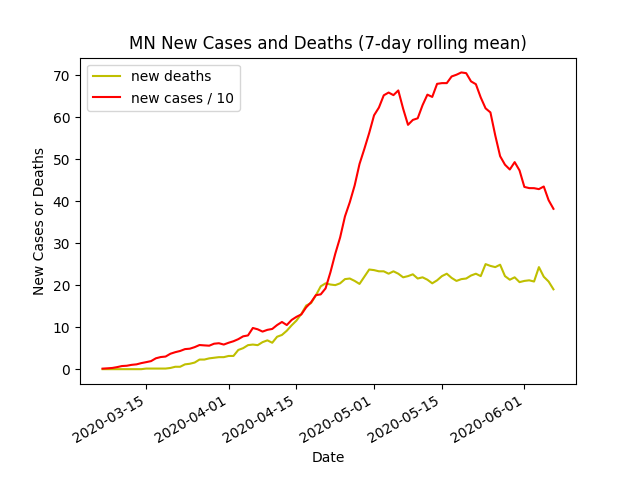 MN New Cases and Deaths (7-day rolling mean)
new deaths
new cases / 10
70
60
50
40
30
20
10
0
New Cases or Deaths
2020-03-15
2020-04-01
2020-04-15
2020-05-01
2020-05-15
2020-06-01
Date